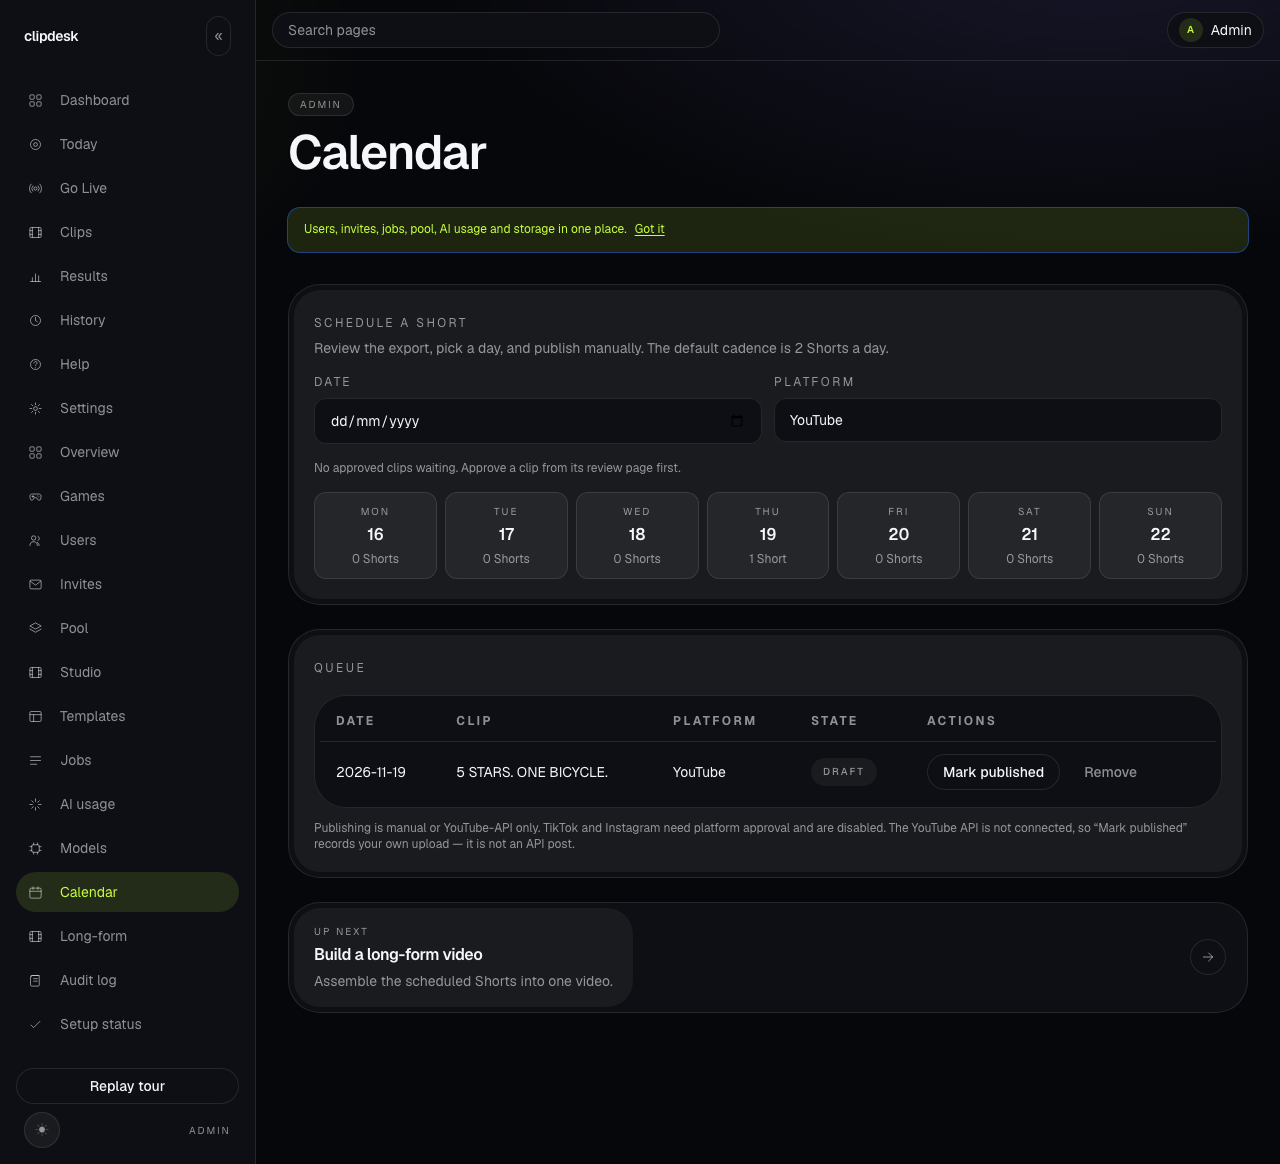 clipdesk
«
Search pages
A
Admin
Dashboard
Today
Go Live
Clips
Results
History
Help
Settings
Overview
Games
Users
Invites
Pool
Studio
Templates
Jobs
AI usage
Models
Calendar
Long-form
Audit log
Setup status
Replay tour
ADMIN
ADMIN
Calendar
Users, invites, jobs, pool, AI usage and storage in one place. Got it
SCHEDULE A SHORT
Review the export, pick a day, and publish manually. The default cadence is 2 Shorts a day.
DATE
PLATFORM
dd/mm/yyyy
YouTube
No approved clips waiting. Approve a clip from its review page first.
MON
16
0 Shorts
TUE
17
0 Shorts
WED
18
0 Shorts
THU
19
1 Short
FRI
20
0 Shorts
SAT
21
0 Shorts
SUN
22
0 Shorts
QUEUE
DATE CLIP PLATFORM STATE ACTIONS
2026-11-19 5 STARS. ONE BICYCLE. YouTube DRAFT Mark published Remove
Publishing is manual or YouTube-API only. TikTok and Instagram need platform approval and are disabled. The YouTube API is not connected, so “Mark published”
records your own upload — it is not an API post.
UP NEXT
Build a long-form video
Assemble the scheduled Shorts into one video.